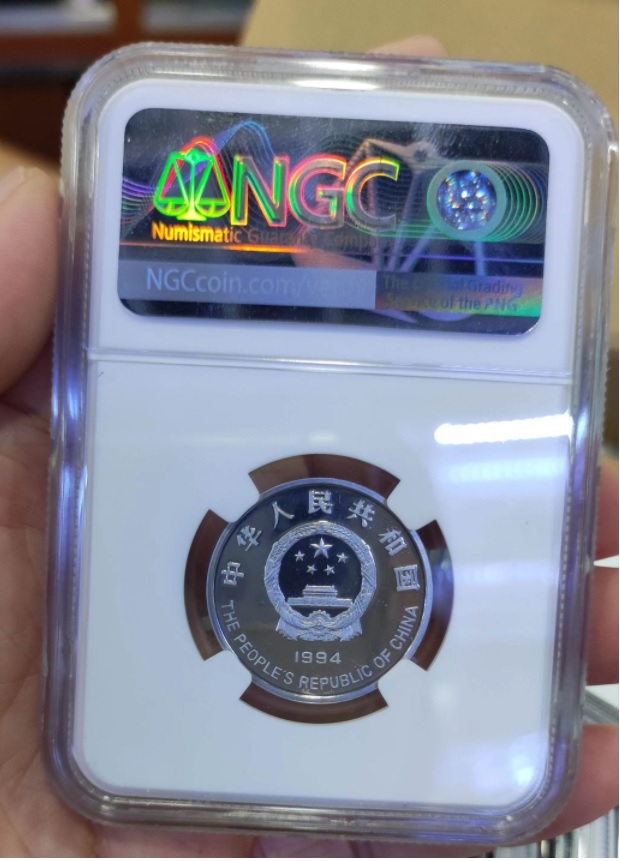 NGC
Numismatic Guaranty Company
NGCcoin.com/verify
The Official Grading
Service of the PNG
中华人民共和国
1994
THE PEOPLE'S REPUBLIC OF CHINA